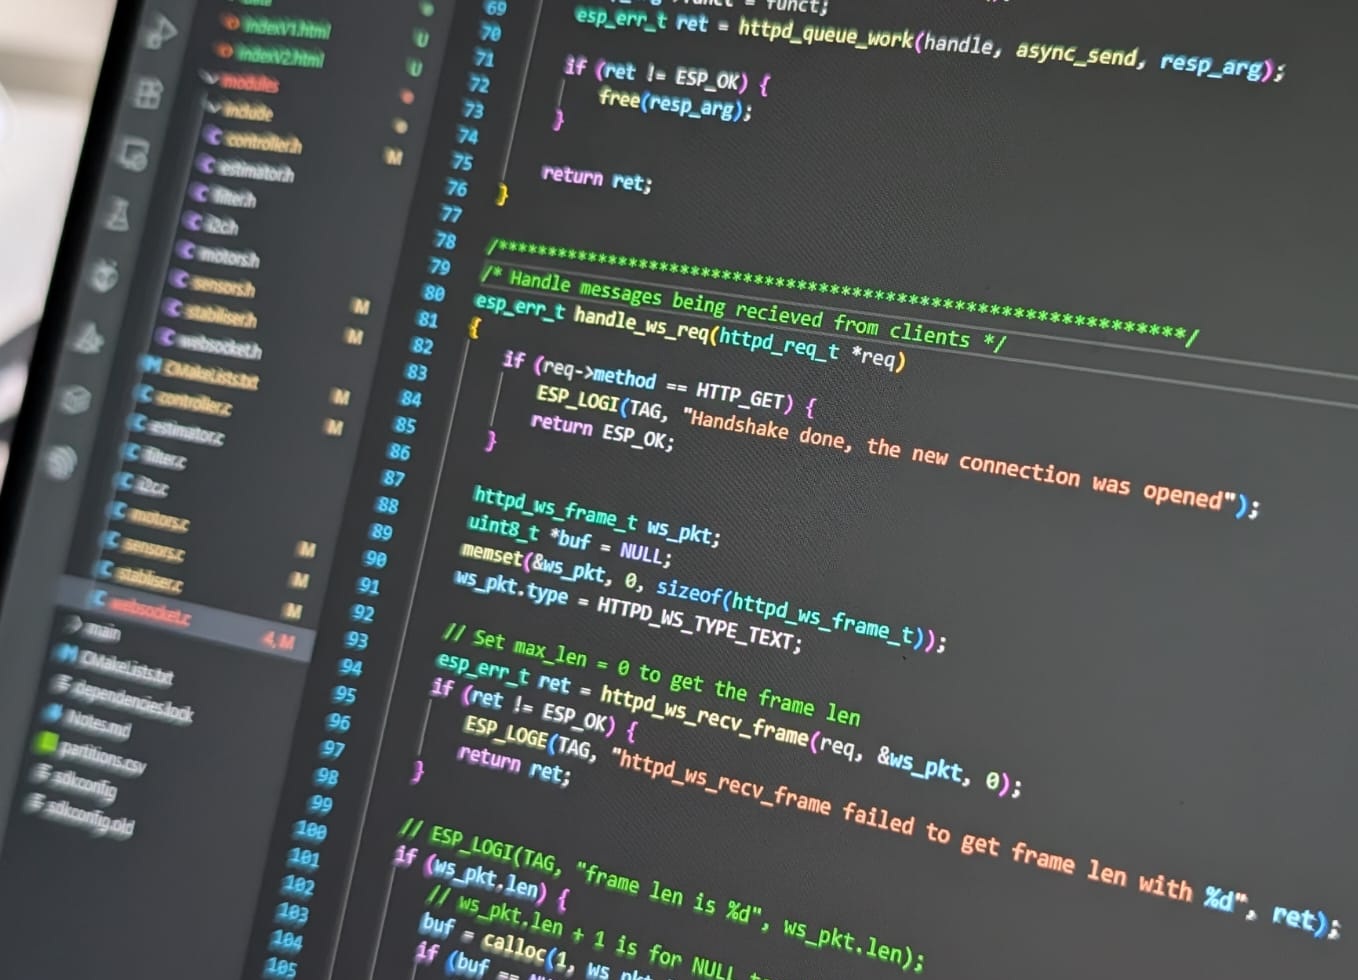 indexV1.html
U
indexV2.html
U
modules
include
controller.h
M
estimator.h
filter.h
i2c.h
motors.h
sensors.h
M
stabiliser.h
M
websocket.h
CMakeLists.txt
M
controller.c
M
estimator.c
filter.c
i2c.c
motors.c
sensors.c
M
stabiliser.c
M
websocket.c
4, M
main
CMakeLists.txt
dependencies.lock
Notes.md
partitions.csv
sdkconfig
sdkconfig.old
69
70
71
72
73
74
75
76
77
78
79
80
81
82
83
84
85
86
87
88
89
90
91
92
93
94
95
96
97
98
99
100
101
102
103
104
105
= funct;
esp_err_t ret = httpd_queue_work(handle, async_send, resp_arg);
if (ret != ESP_OK) {
free(resp_arg);
}
return ret;
}
/**********************************************************************/
/* Handle messages being recieved from clients */
esp_err_t handle_ws_req(httpd_req_t *req)
{
if (req->method == HTTP_GET) {
ESP_LOGI(TAG, "Handshake done, the new connection was opened");
return ESP_OK;
}
httpd_ws_frame_t ws_pkt;
uint8_t *buf = NULL;
memset(&ws_pkt, 0, sizeof(httpd_ws_frame_t));
ws_pkt.type = HTTPD_WS_TYPE_TEXT;
// Set max_len = 0 to get the frame len
esp_err_t ret = httpd_ws_recv_frame(req, &ws_pkt, 0);
if (ret != ESP_OK) {
ESP_LOGE(TAG, "httpd_ws_recv_frame failed to get frame len with %d", ret);
return ret;
}
// ESP_LOGI(TAG, "frame len is %d", ws_pkt.len);
if (ws_pkt.len) {
// ws_pkt.len + 1 is for NULL
buf = calloc(1, ws_pkt
if (buf ==